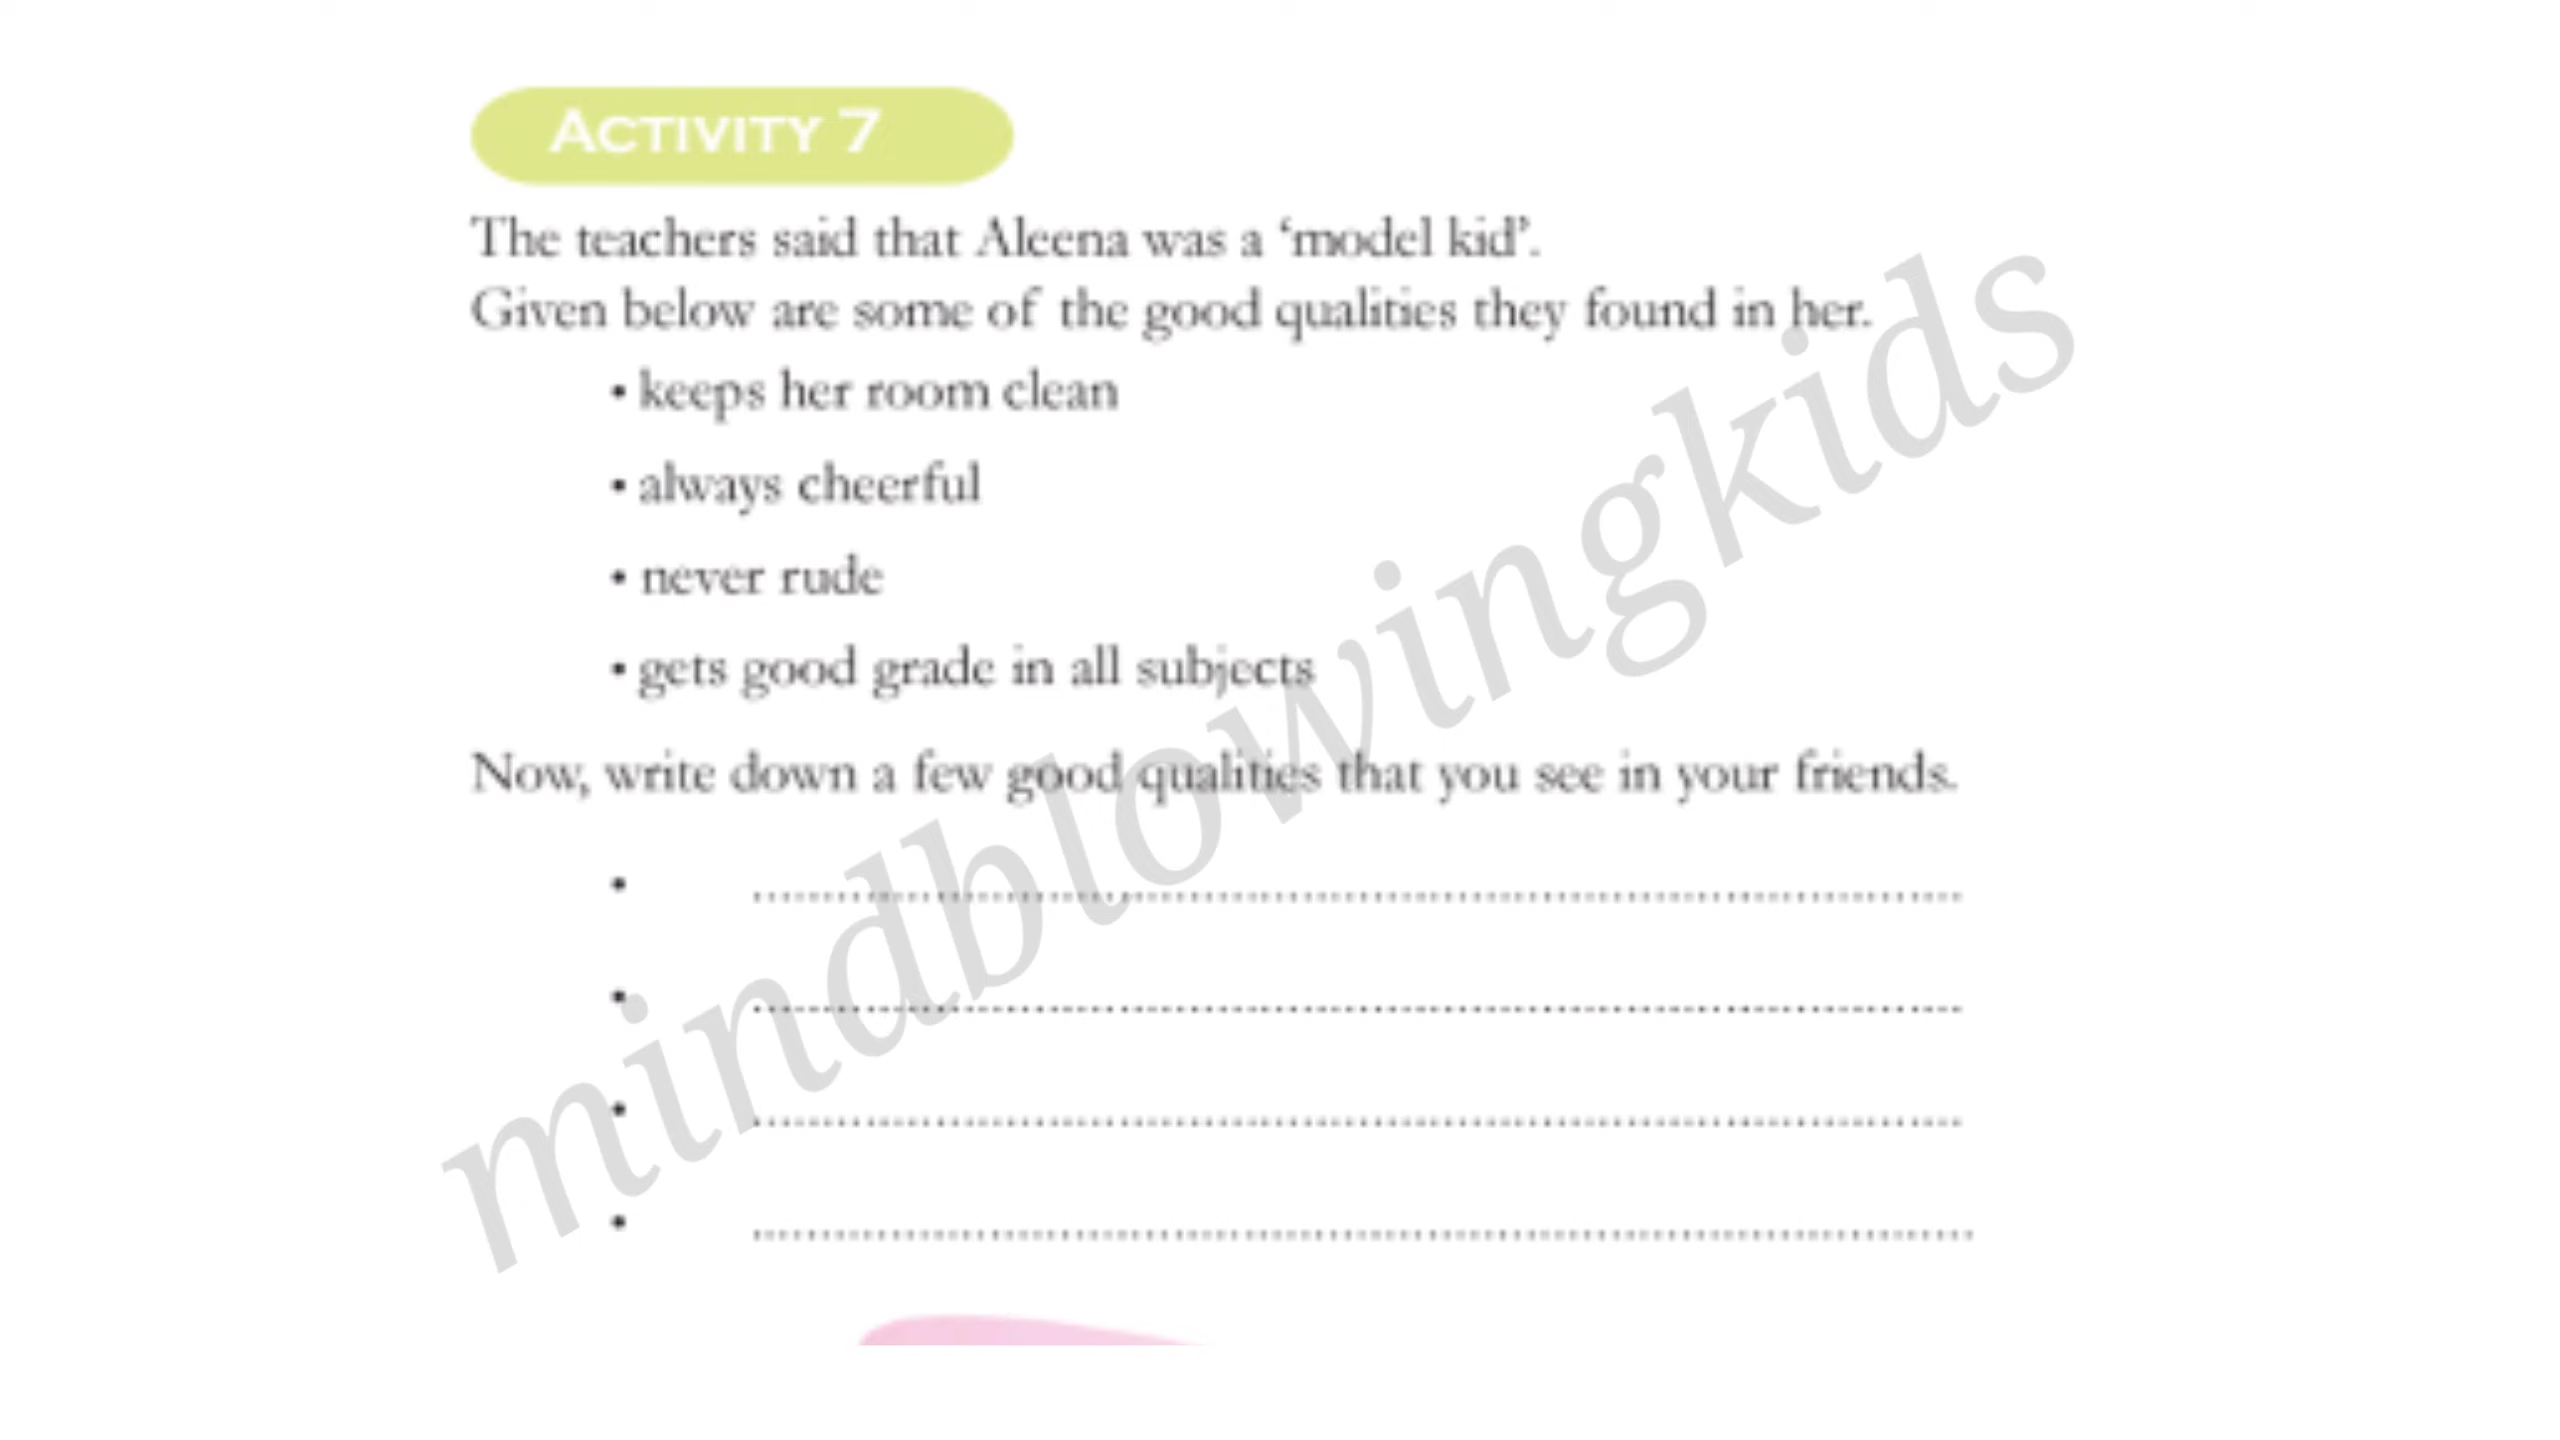 ACTIVITY 7
The teachers said that Aleena was a ‘model kid’.
Given below are some of the good qualities they found in her.
• keeps her room clean
• always cheerful
• never rude
• gets good grade in all subjects
Now, write down a few good qualities that you see in your friends.
mindblowingkids